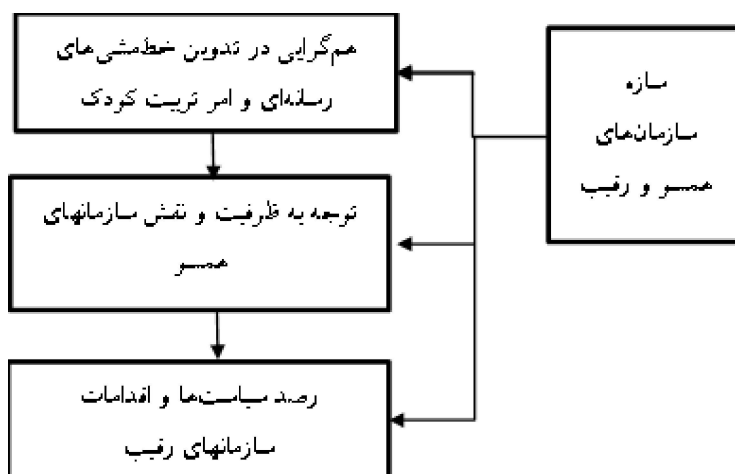 سازه
سازمان‌های
همسو و رقیب
هم‌گرایی در تدوین خط‌مشی‌های
رسانه‌ای و امر تربیت کودک
توجه به ظرفیت و نقش سازمانهای
همسو
رصد سیاست‌ها و اقدامات
سازمانهای رقیب